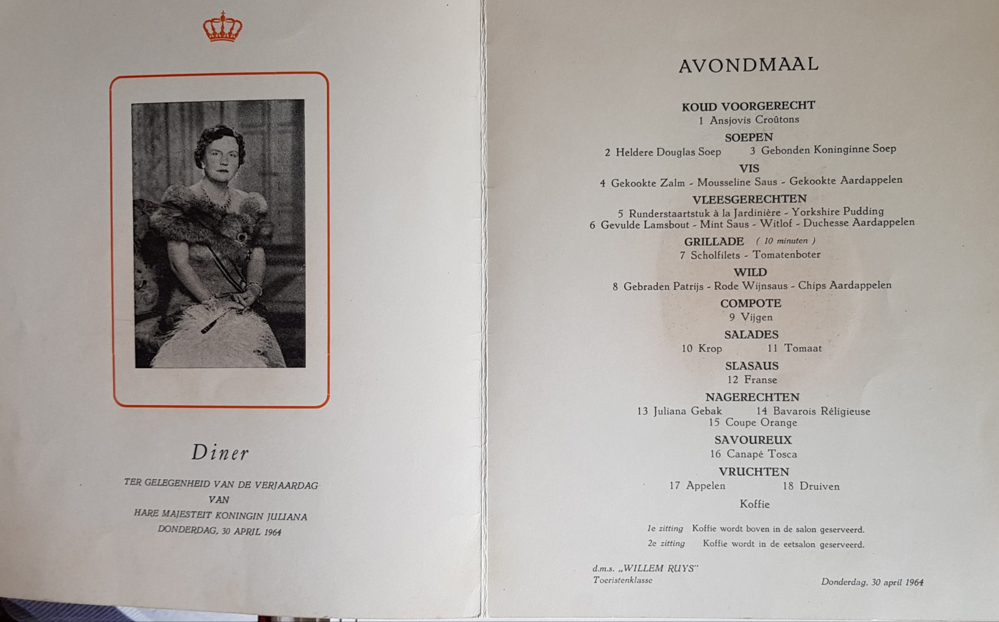 Diner
TER GELEGENHEID VAN DE VERJAARDAG
VAN
HARE MAJESTEIT KONINGIN JULIANA
DONDERDAG, 30 APRIL 1964
AVONDMAAL
KOUD VOORGERECHT
1 Ansjovis Croûtons
SOEPEN
2 Heldere Douglas Soep 3 Gebonden Koninginne Soep
VIS
4 Gekookte Zalm - Mousseline Saus - Gekookte Aardappelen
VLEESGERECHTEN
5 Runderstaartstuk à la Jardinière - Yorkshire Pudding
6 Gevulde Lamsbout - Mint Saus - Witlof - Duchesse Aardappelen
GRILLADE ( 10 minuten )
7 Scholfilets - Tomatenboter
WILD
8 Gebraden Patrijs - Rode Wijnsaus - Chips Aardappelen
COMPOTE
9 Vijgen
SALADES
10 Krop 11 Tomaat
SLASAUS
12 Franse
NAGERECHTEN
13 Juliana Gebak 14 Bavarois Réligieuse
15 Coupe Orange
SAVOUREUX
16 Canapé Tosca
VRUCHTEN
17 Appelen 18 Druiven
Koffie
1e zitting Koffie wordt boven in de salon geserveerd.
2e zitting Koffie wordt in de eetsalon geserveerd.
d.m.s. „WILLEM RUYS"
Toeristenklasse
Donderdag, 30 april 1964